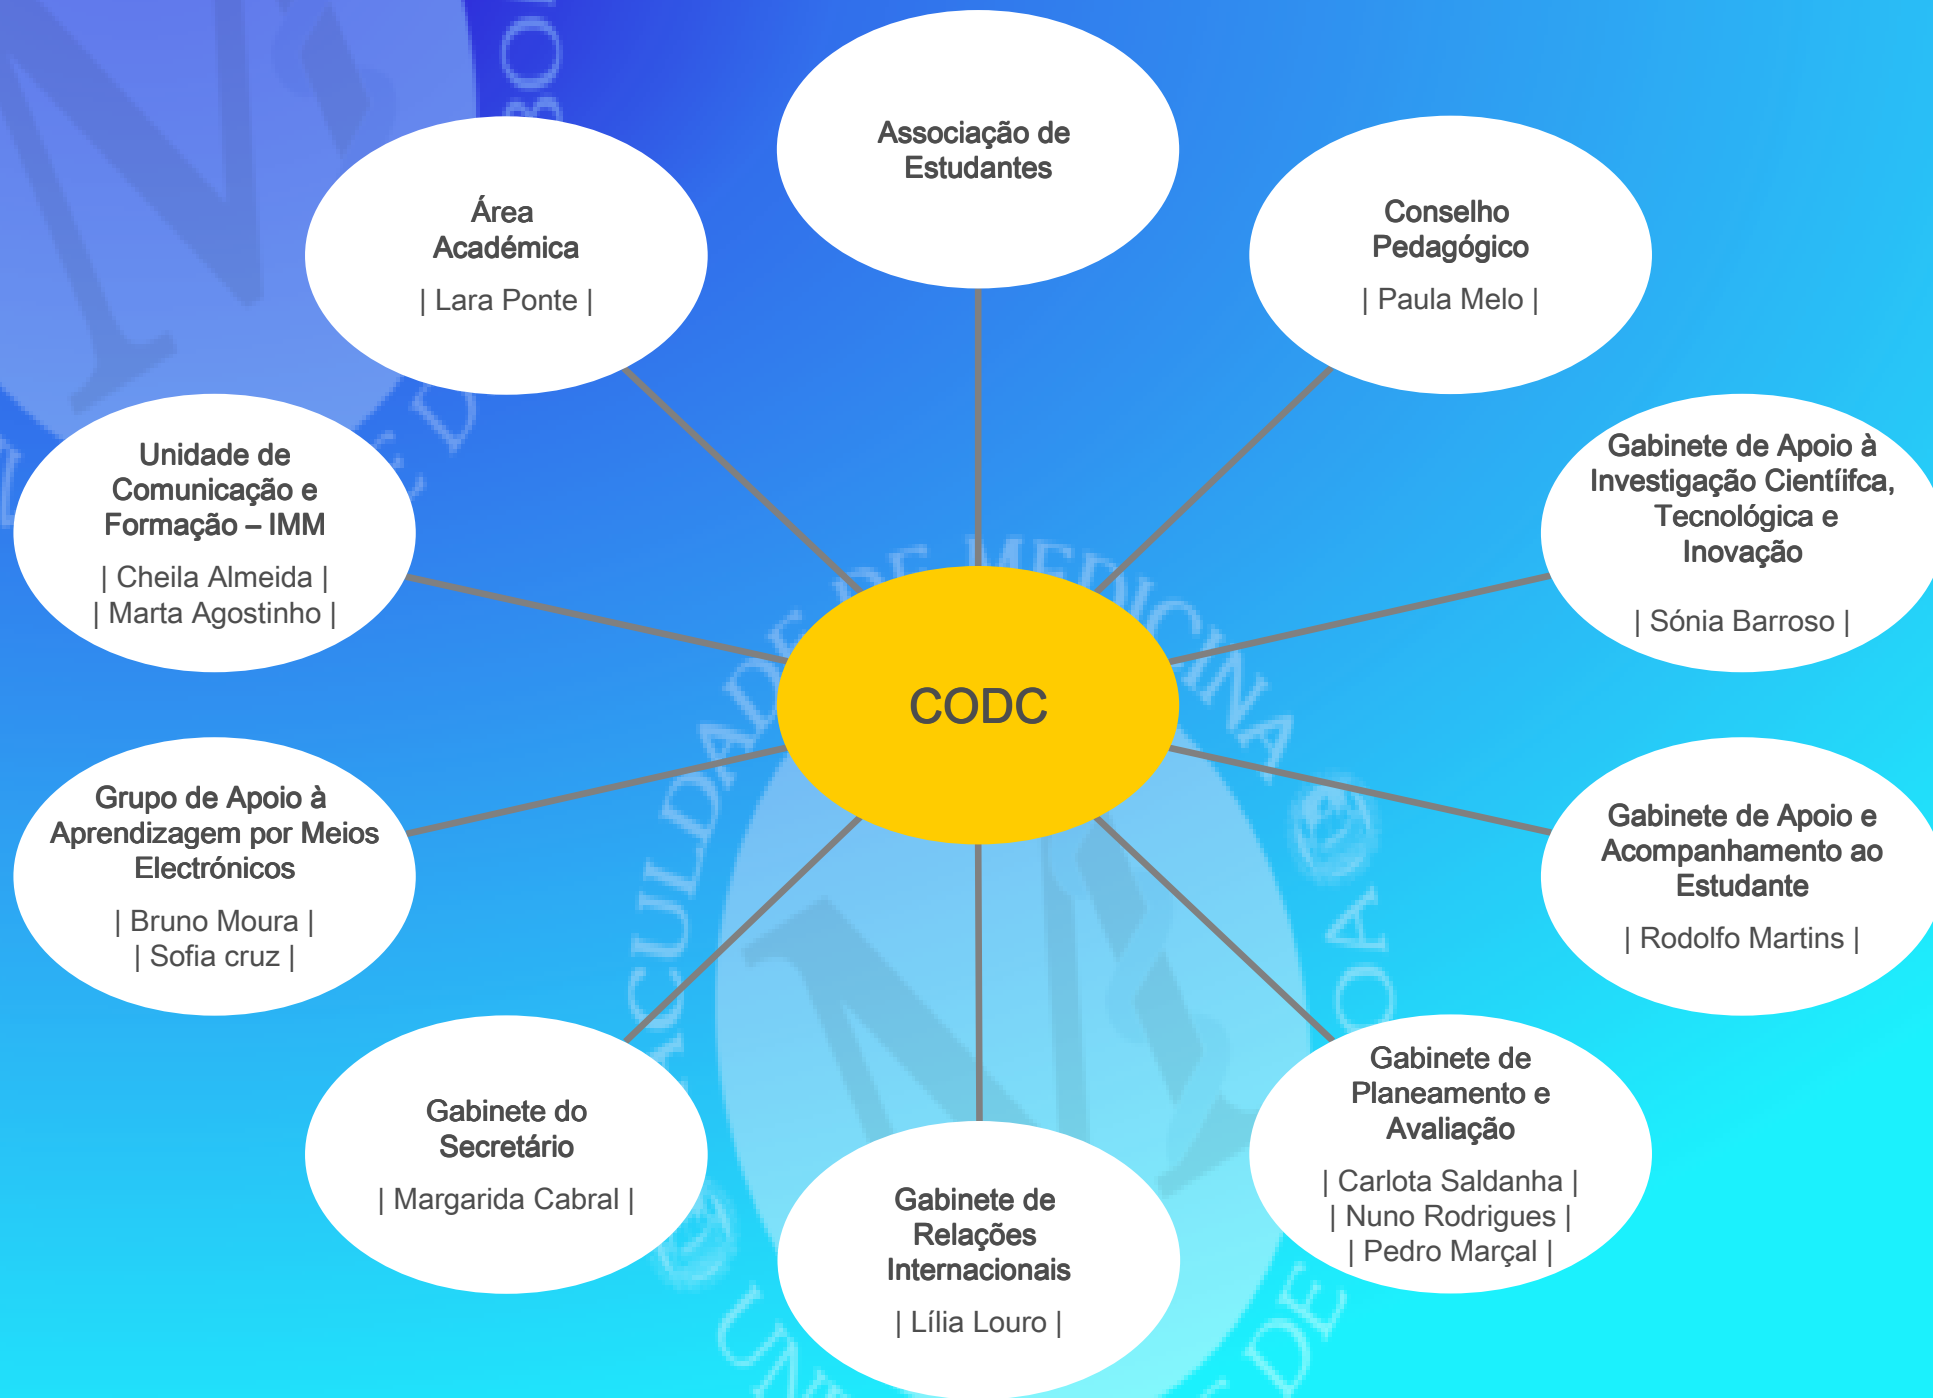 Associação de
Estudantes
Conselho
Pedagógico
| Paula Melo |
Gabinete de Apoio à
Investigação Científfca,
Tecnológica e
Inovação
| Sónia Barroso |
Gabinete de Apoio e
Acompanhamento ao
Estudante
| Rodolfo Martins |
Gabinete de
Planeamento e
Avaliação
| Carlota Saldanha |
| Nuno Rodrigues |
| Pedro Marçal |
Gabinete de
Relações
Internacionais
| Lília Louro |
Gabinete do
Secretário
| Margarida Cabral |
Grupo de Apoio à
Aprendizagem por Meios
Electrónicos
| Bruno Moura |
| Sofia cruz |
Unidade de
Comunicação e
Formação – IMM
| Cheila Almeida |
| Marta Agostinho |
Área
Académica
| Lara Ponte |
CODC